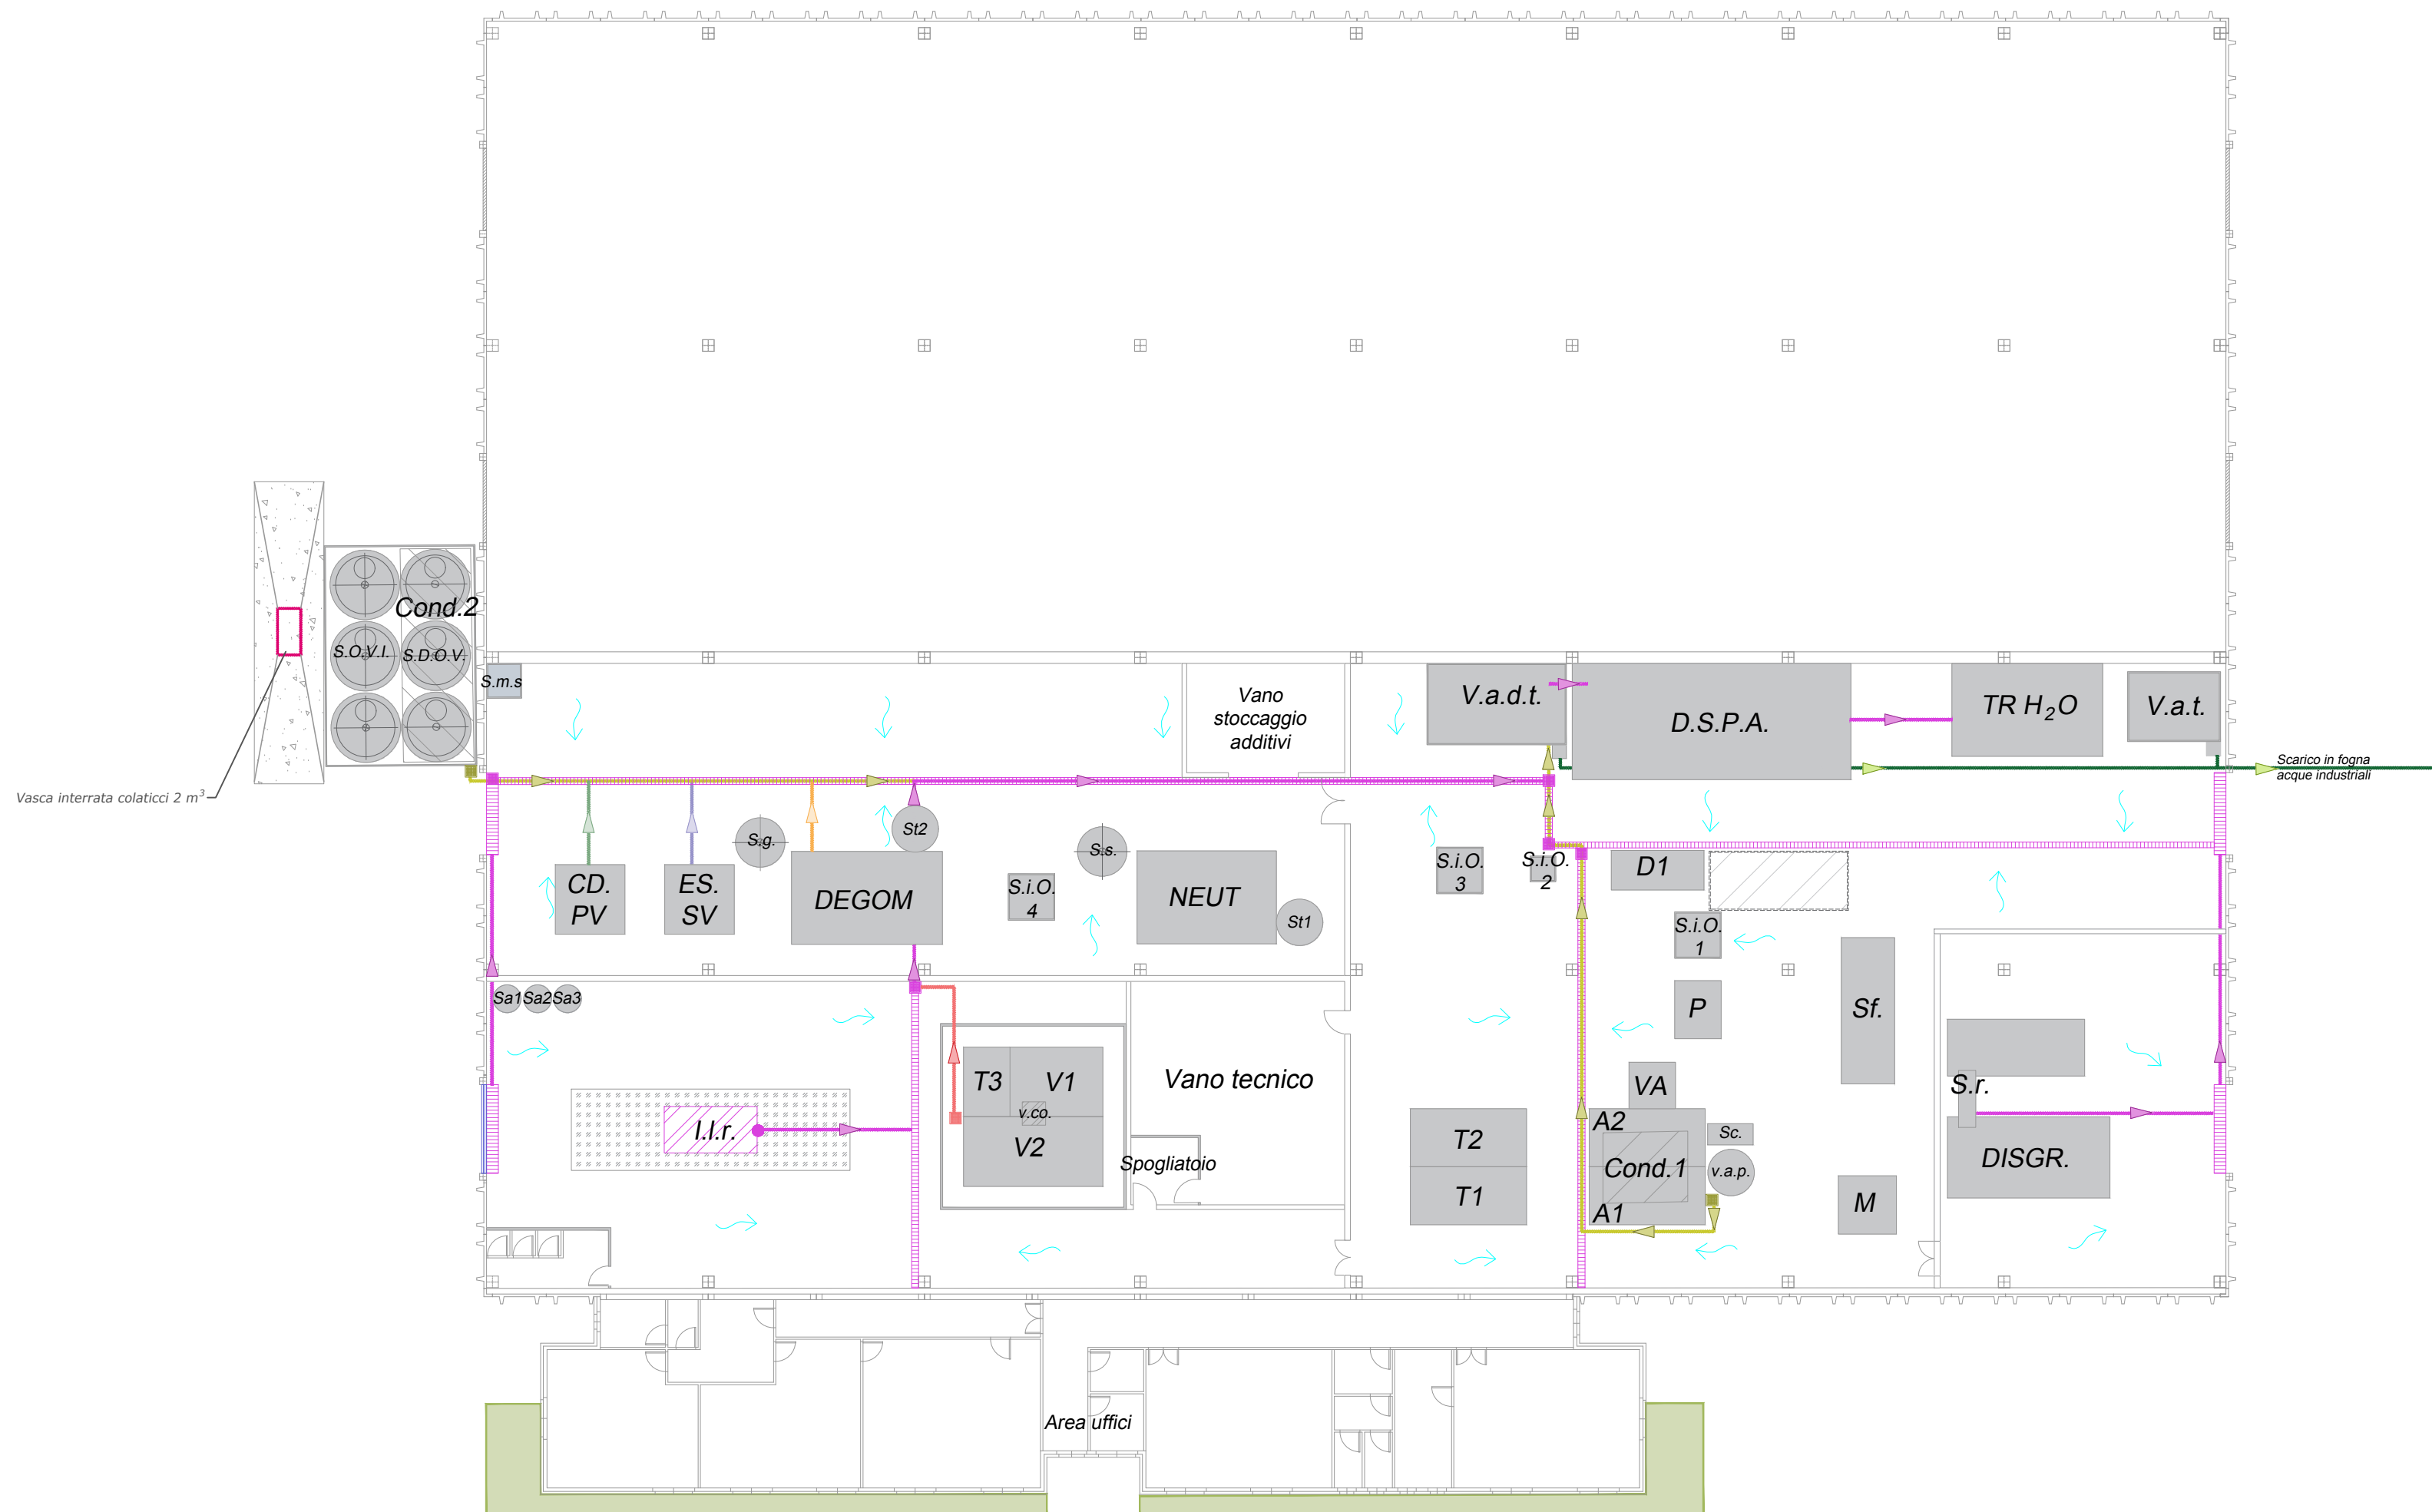 Cond.2
S.O.V.I.
S.D.O.V.
Vasca interrata colaticci 2 m³
S.m.s
Vano
stoccaggio
additivi
V.a.d.t.
D.S.P.A.
TR H₂O
V.a.t.
Scarico in fogna
acque industriali
CD.
PV
ES.
SV
S.g.
DEGOM
St2
S.i.O.
4
S.s.
NEUT
St1
S.i.O.
3
S.i.O.
2
D1
S.i.O.
1
P
Sf.
Sa1
Sa2
Sa3
I.I.r.
T3
V1
v.co.
V2
Vano tecnico
Spogliatoio
T2
T1
VA
A2
Cond.1
A1
Sc.
v.a.p.
M
S.r.
DISGR.
Area uffici